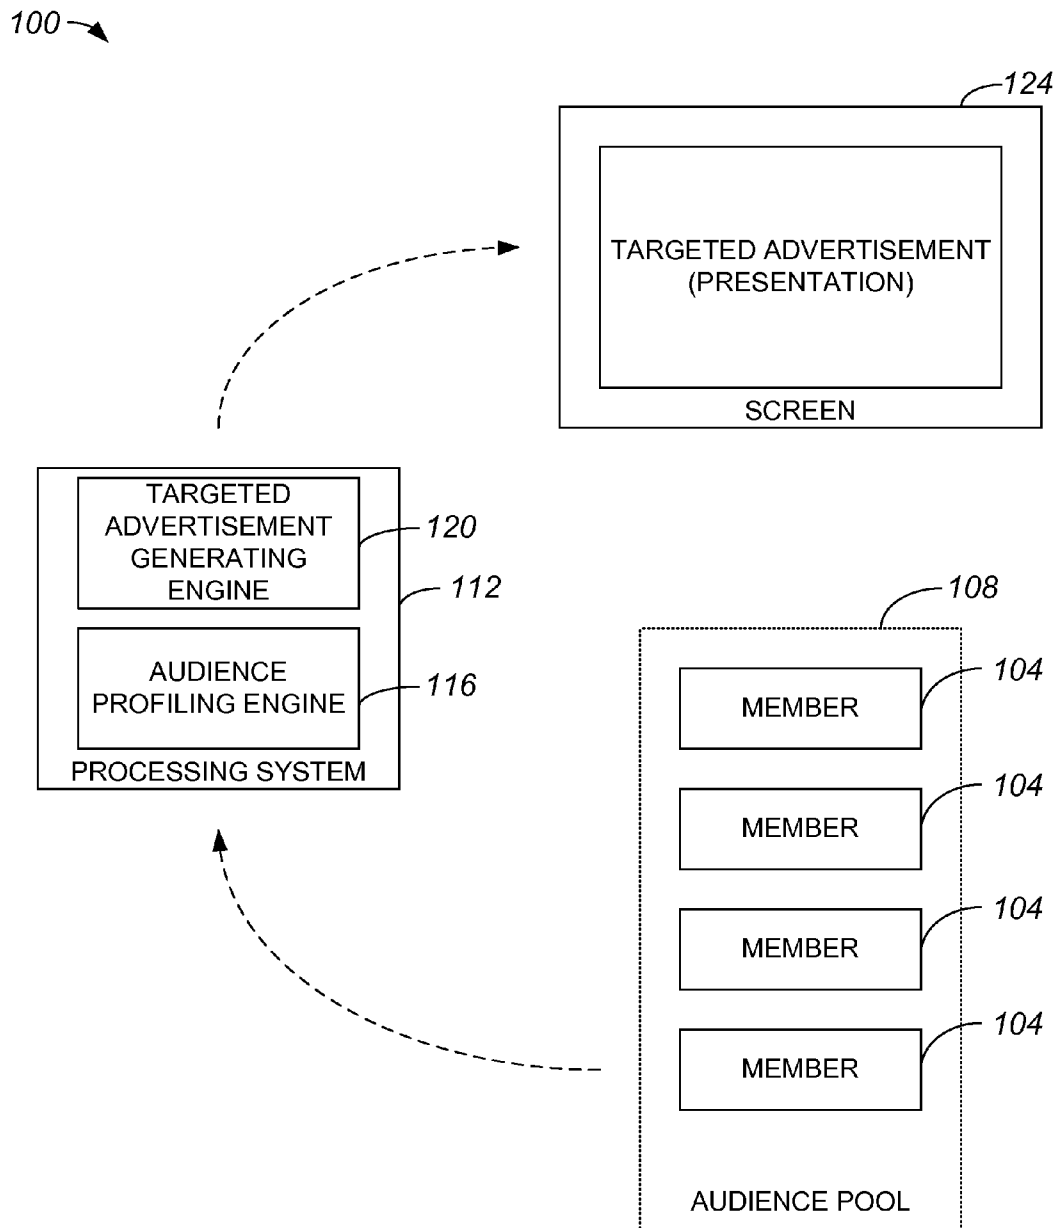 100
124
TARGETED ADVERTISEMENT
(PRESENTATION)
SCREEN
TARGETED
ADVERTISEMENT
GENERATING
ENGINE
120
112
AUDIENCE
PROFILING ENGINE
116
PROCESSING SYSTEM
108
MEMBER
104
MEMBER
104
MEMBER
104
MEMBER
104
AUDIENCE POOL